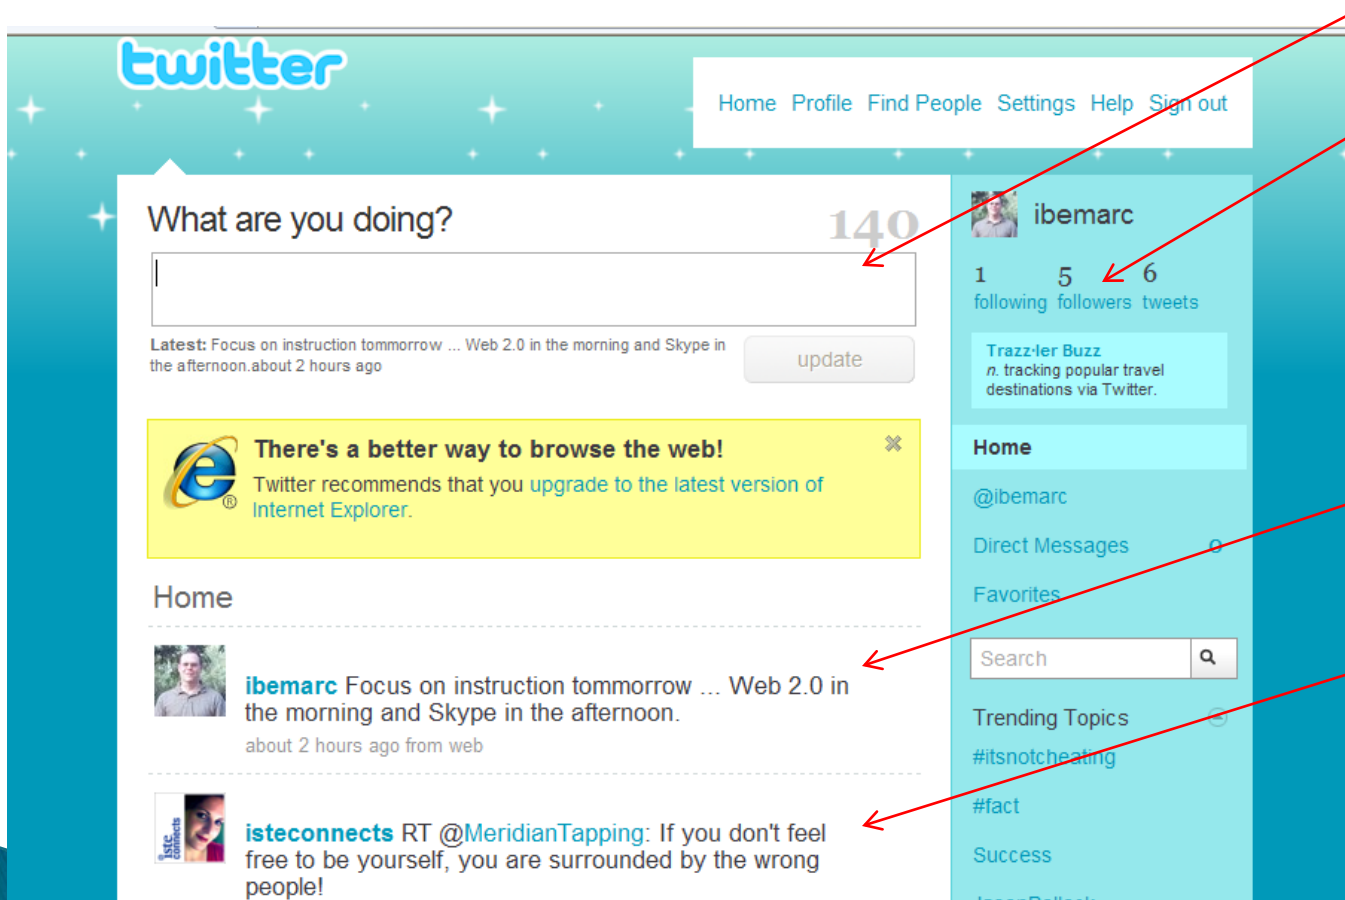 twitter
Home Profile Find People Settings Help Sign out
What are you doing?
140
Latest: Focus on instruction tommorrow ... Web 2.0 in the morning and Skype in
the afternoon.about 2 hours ago
update
There's a better way to browse the web!
Twitter recommends that you upgrade to the latest version of
Internet Explorer.
Home
ibemarc Focus on instruction tommorrow ... Web 2.0 in
the morning and Skype in the afternoon.
about 2 hours ago from web
iste
connects
isteconnects RT @MeridianTapping: If you don't feel
free to be yourself, you are surrounded by the wrong
people!
ibemarc
1 5 6
following followers tweets
Trazz·ler Buzz
n. tracking popular travel
destinations via Twitter.
Home
@ibemarc
Direct Messages 0
Favorites
Search
Trending Topics
#itsnotcheating
#fact
Success